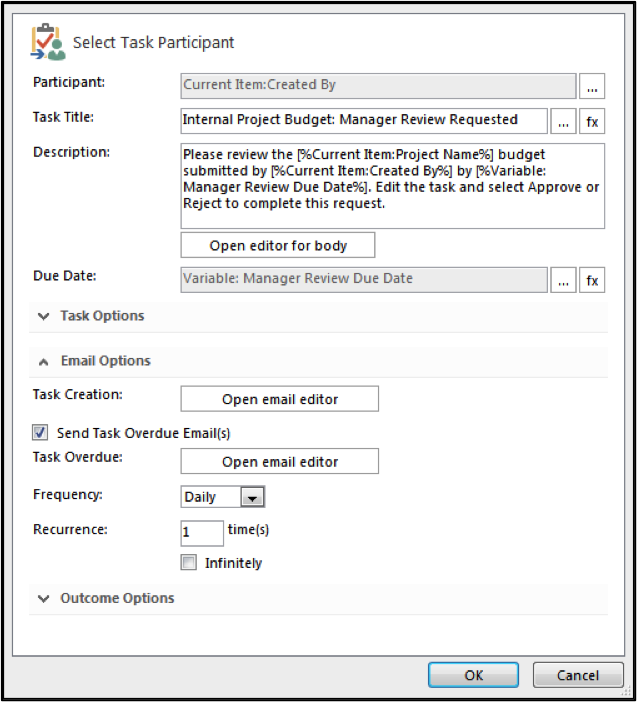 Select Task Participant
Participant:
Current Item:Created By
...
Task Title:
Internal Project Budget: Manager Review Requested
...
fx
Description:
Please review the [%Current Item:Project Name%] budget
submitted by [%Current Item:Created By%] by [%Variable:
Manager Review Due Date%]. Edit the task and select Approve or
Reject to complete this request.
Open editor for body
Due Date:
Variable: Manager Review Due Date
...
fx
Task Options
Email Options
Task Creation:
Open email editor
Send Task Overdue Email(s)
Task Overdue:
Open email editor
Frequency:
Daily
Recurrence:
1
time(s)
Infinitely
Outcome Options
OK
Cancel